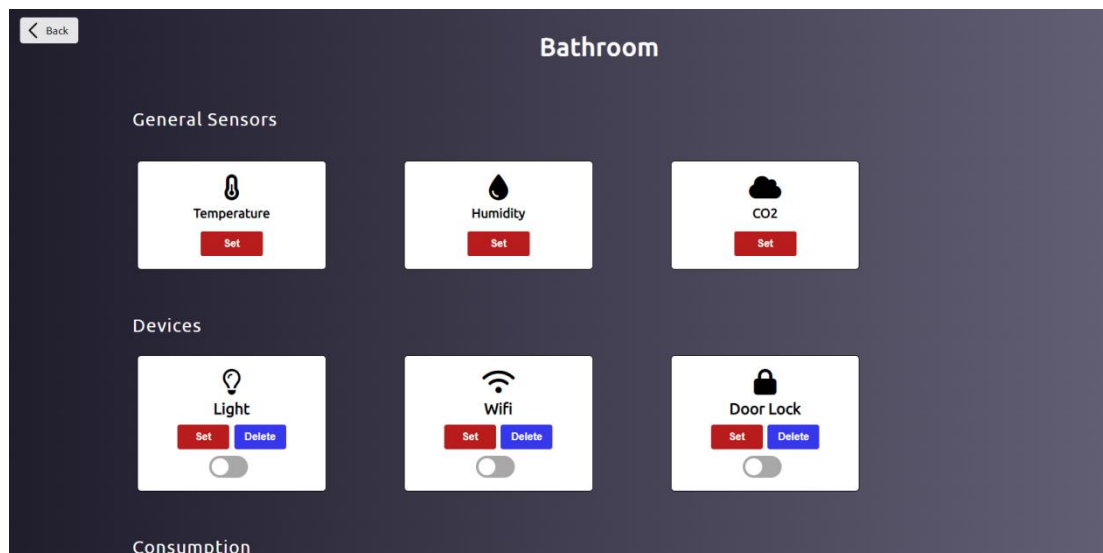 Back
Bathroom
General Sensors
Temperature
Humidity
CO2
Set
Set
Set
Devices
Light
Wifi
Door Lock
Set Delete
Set Delete
Set Delete
Consumption